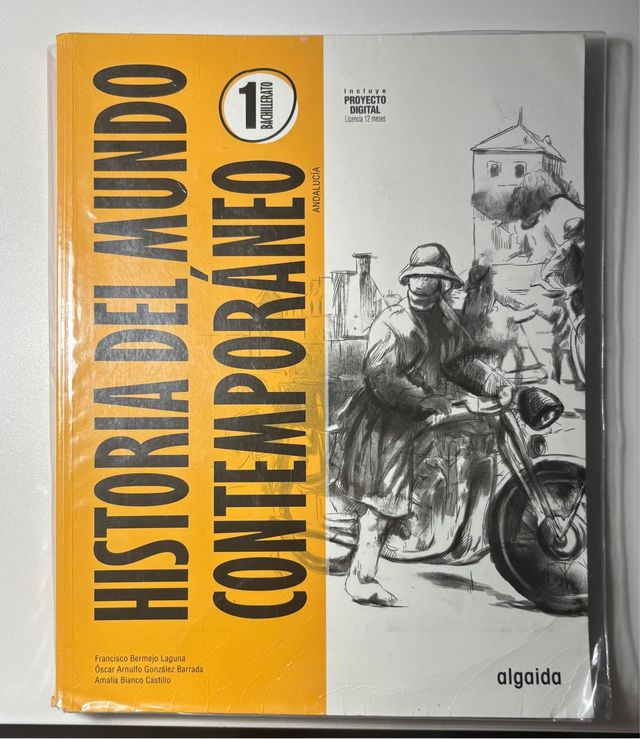 HISTORIA DEL MUNDO
CONTEMPORÁNEO
1
BACHILLERATO
ANDALUCÍA
Incluye
PROYECTO
DIGITAL
Licencia 12 meses
Francisco Bermejo Laguna
Óscar Arnulfo González Barrada
Amalia Blanco Castillo
algaida